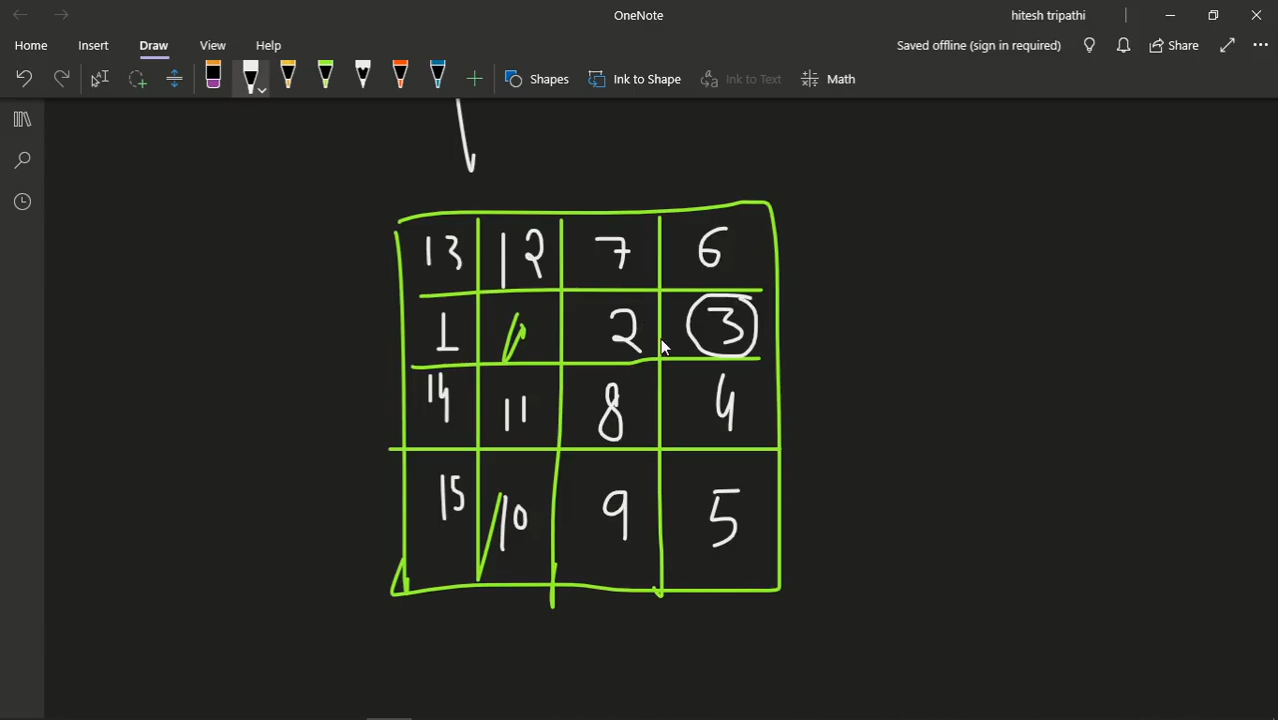 OneNote
hitesh tripathi
Home Insert Draw View Help
Saved offline (sign in required) Share
Shapes Ink to Shape Ink to Text Math
13 12 7 6
1 2 3
14 11 8 4
15 10 9 5